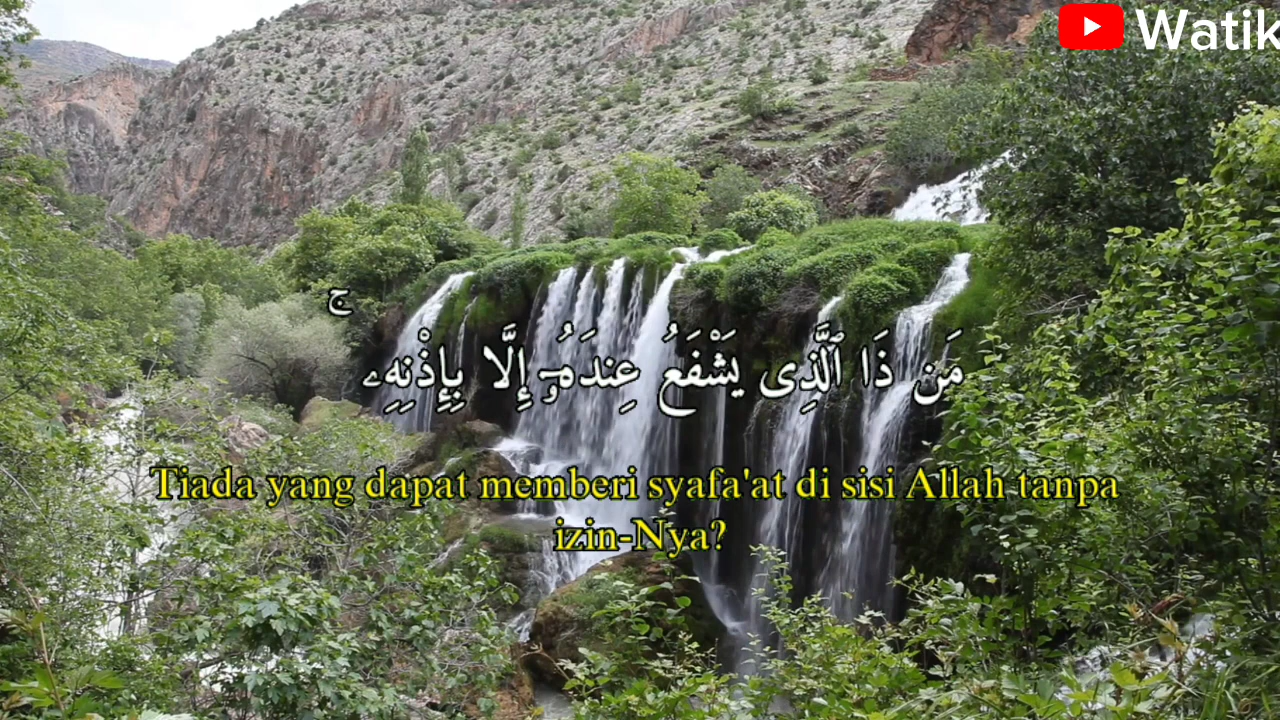 Watik
ج
مَن ذَا ٱلَّذِى يَشْفَعُ عِندَهُۥٓ إِلَّا بِإِذْنِهِۦ
Tiada yang dapat memberi syafa'at di sisi Allah tanpa
izin-Nya?